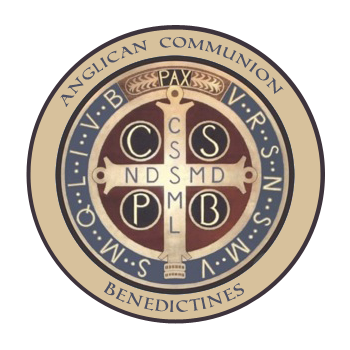 ANGLICAN COMMUNION
PAX
V·R·S·N·S·M·V··S·M·Q·L·I·V·B
C S
C S S M L
N D S M D
P B
BENEDICTINES